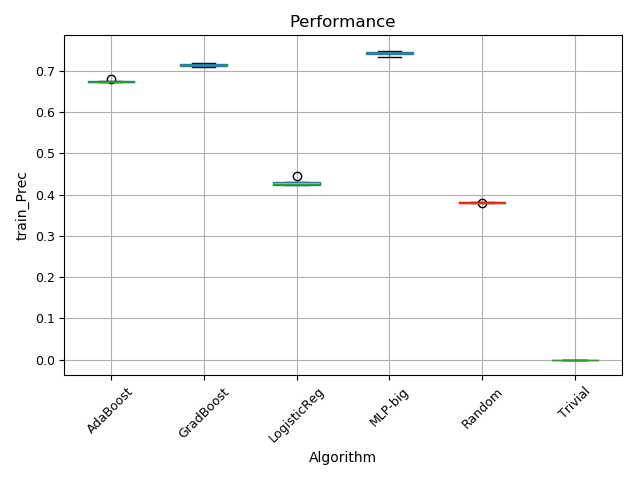 Performance
train_Prec
0.7
0.6
0.5
0.4
0.3
0.2
0.1
0.0
AdaBoost
GradBoost
LogisticReg
MLP-big
Random
Trivial
Algorithm